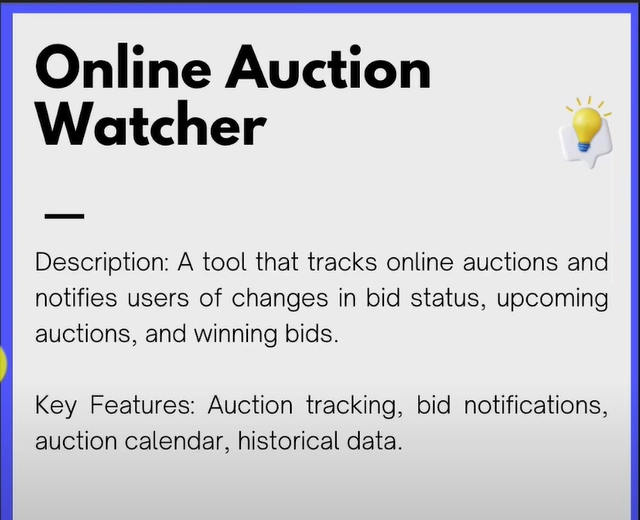 Online Auction
Watcher
Description: A tool that tracks online auctions and
notifies users of changes in bid status, upcoming
auctions, and winning bids.
Key Features: Auction tracking, bid notifications,
auction calendar, historical data.